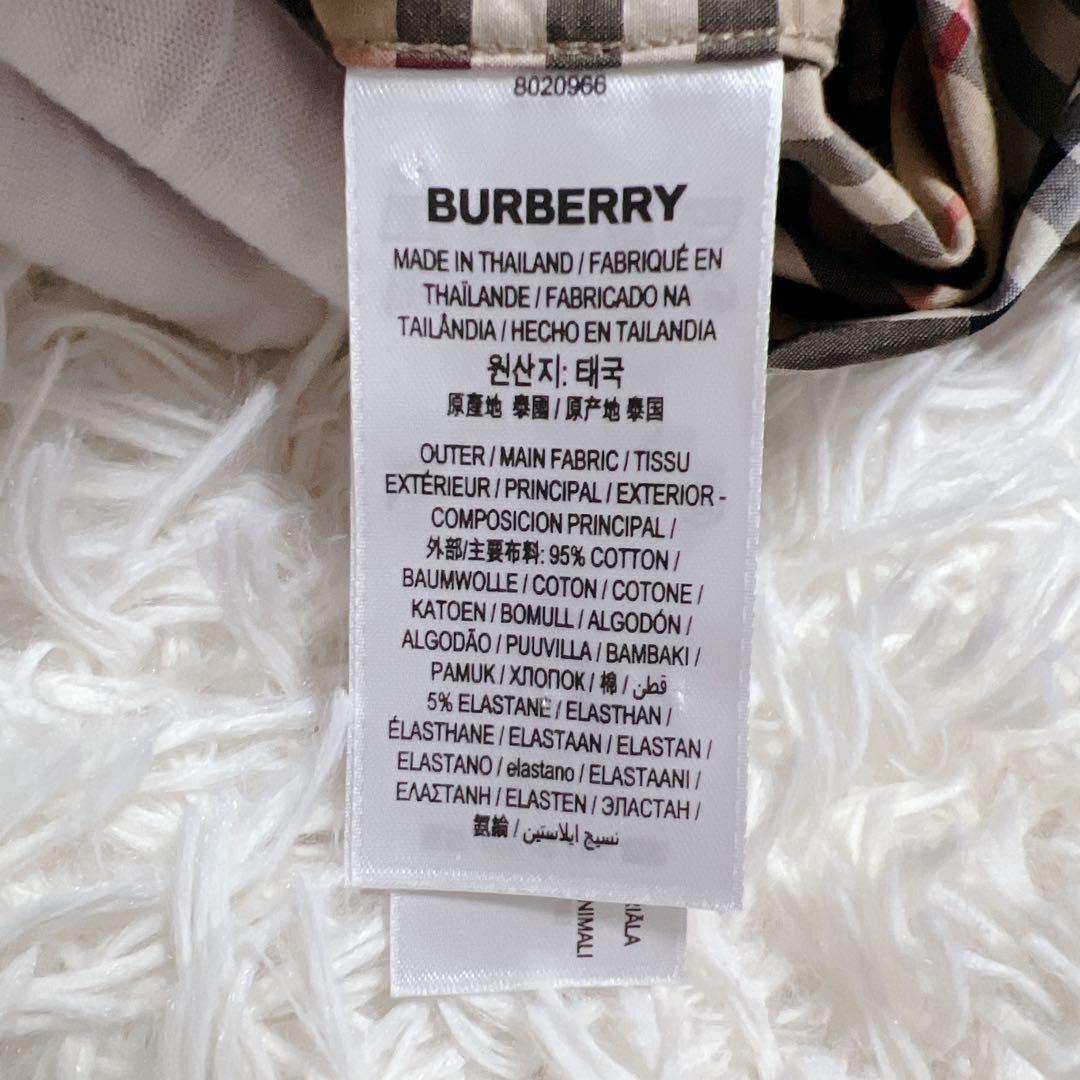 8020966
BURBERRY
MADE IN THAILAND / FABRIQUÉ EN
THAÏLANDE / FABRICADO NA
TAILÂNDIA / HECHO EN TAILANDIA
원산지: 태국
原產地 泰國 / 原产地 泰国
OUTER / MAIN FABRIC / TISSU
EXTÉRIEUR / PRINCIPAL / EXTERIOR -
COMPOSICION PRINCIPAL /
外部/主要布料: 95% COTTON /
BAUMWOLLE / COTON / COTONE /
KATOEN / BOMULL / ALGODÓN /
ALGODÃO / PUUVILLA / BAMBAKI /
PAMUK / ХЛОПОК / 棉 / قطن
5% ELASTANE / ELASTHAN /
ÉLASTHANE / ELASTAAN / ELASTAN /
ELASTANO / elastano / ELASTAANI /
ΕΛΑΣΤΑΝΗ / ELASTEN / ЭЛАСТАН /
氨綸 / نسيج ايلاستين